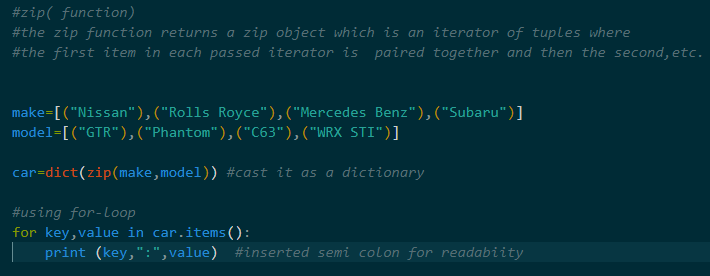 #zip( function)
#the zip function returns a zip object which is an iterator of tuples where
#the first item in each passed iterator is  paired together and then the second,etc.
make=[("Nissan"),("Rolls Royce"),("Mercedes Benz"),("Subaru")]
model=[("GTR"),("Phantom"),("C63"),("WRX STI")]
car=dict(zip(make,model)) #cast it as a dictionary
#using for-loop
for key,value in car.items():
    print (key,":",value)  #inserted semi colon for readabiity